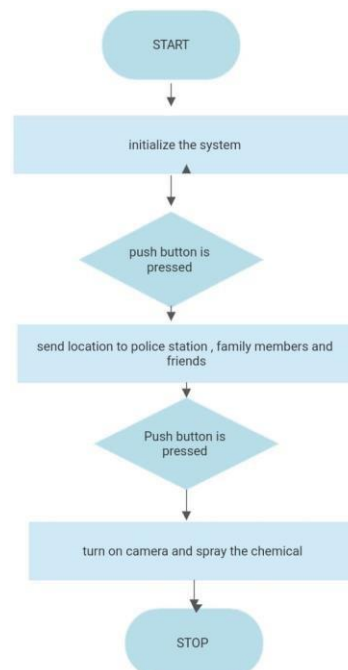 START
initialize the system
push button is
pressed
send location to police station , family members and
friends
Push button is
pressed
turn on camera and spray the chemical
STOP